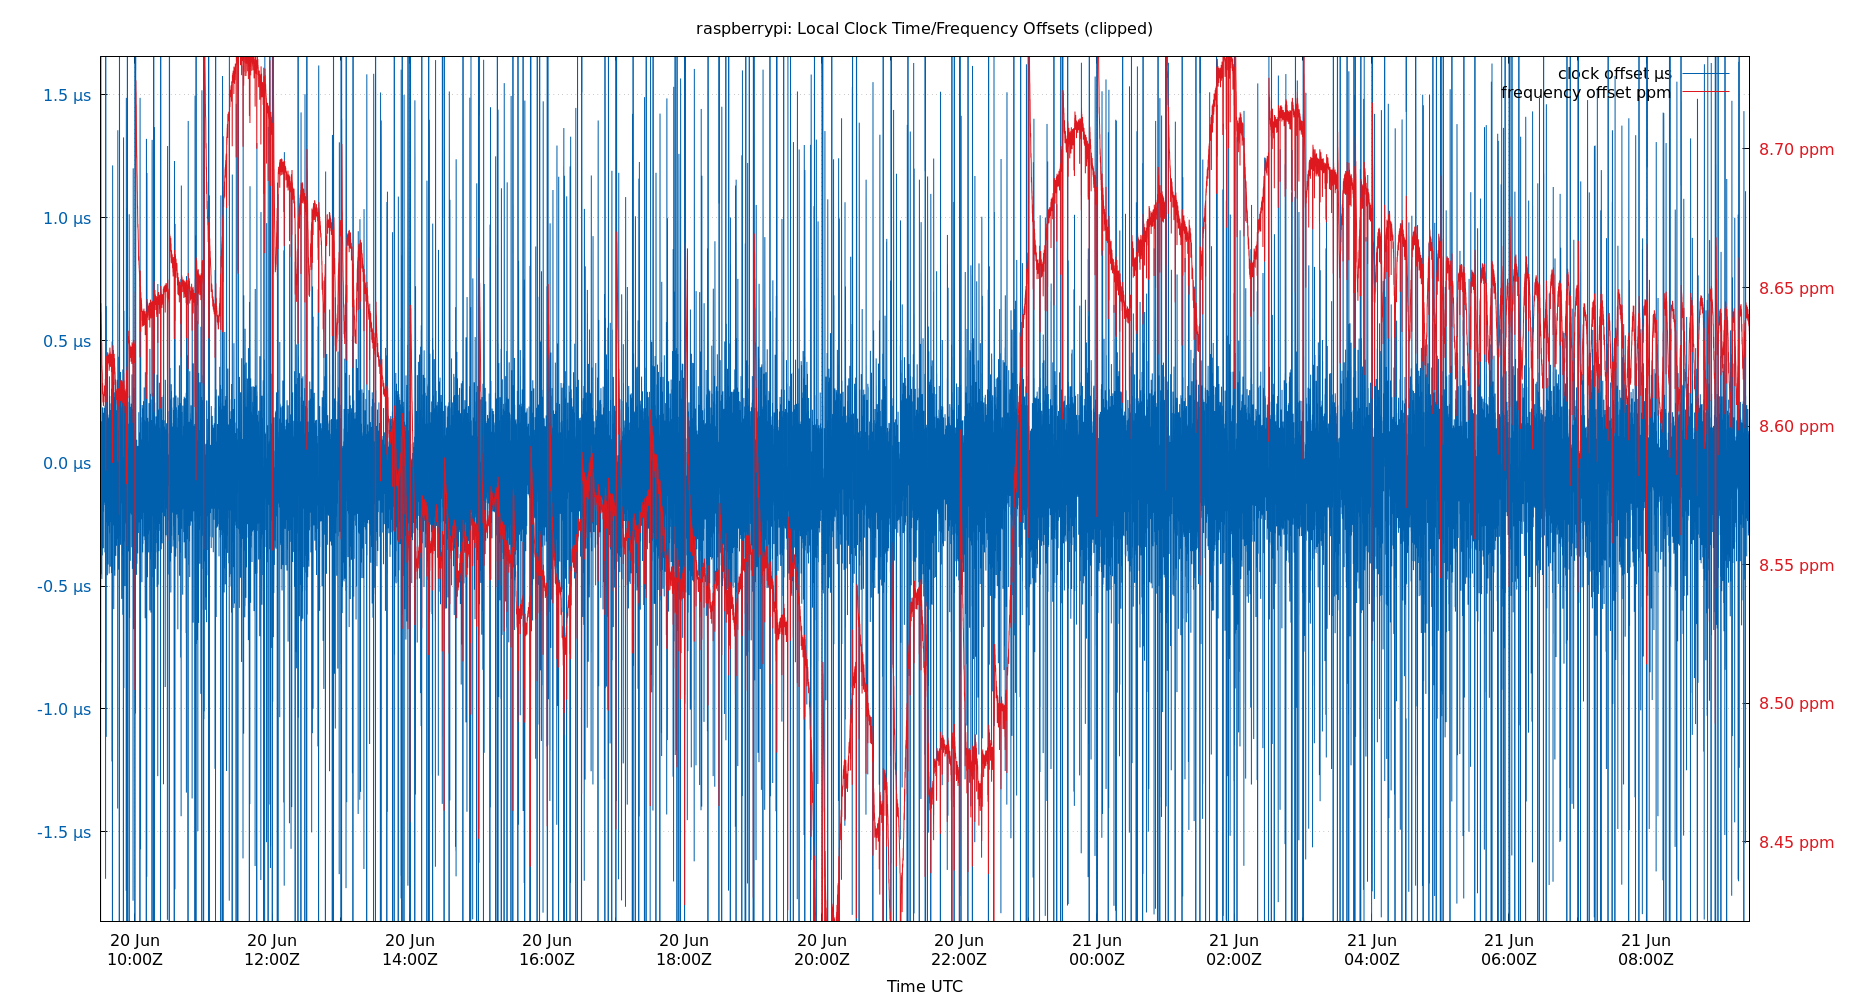 raspberrypi: Local Clock Time/Frequency Offsets (clipped)
clock offset µs
frequency offset ppm
1.5 µs
1.0 µs
0.5 µs
0.0 µs
-0.5 µs
-1.0 µs
-1.5 µs
8.70 ppm
8.65 ppm
8.60 ppm
8.55 ppm
8.50 ppm
8.45 ppm
20 Jun 20 Jun 20 Jun 20 Jun 20 Jun 20 Jun 20 Jun 21 Jun 21 Jun 21 Jun 21 Jun 21 Jun
10:00Z 12:00Z 14:00Z 16:00Z 18:00Z 20:00Z 22:00Z 00:00Z 02:00Z 04:00Z 06:00Z 08:00Z
Time UTC